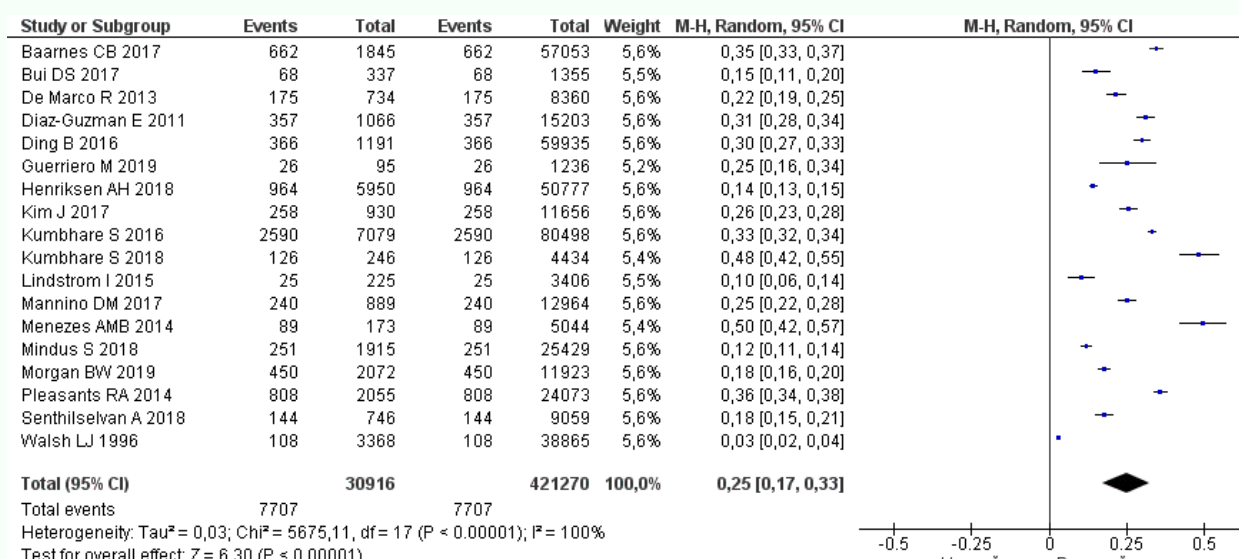 Study or Subgroup Events Total Events Total Weight M-H, Random, 95% CI M-H, Random, 95% CI
Baarnes CB 2017 662 1845 662 57053 5,6% 0,35 [0,33, 0,37]
Bui DS 2017 68 337 68 1355 5,5% 0,15 [0,11, 0,20]
De Marco R 2013 175 734 175 8360 5,6% 0,22 [0,19, 0,25]
Diaz-Guzman E 2011 357 1066 357 15203 5,6% 0,31 [0,28, 0,34]
Ding B 2016 366 1191 366 59935 5,6% 0,30 [0,27, 0,33]
Guerriero M 2019 26 95 26 1236 5,2% 0,25 [0,16, 0,34]
Henriksen AH 2018 964 5950 964 50777 5,6% 0,14 [0,13, 0,15]
Kim J 2017 258 930 258 11656 5,6% 0,26 [0,23, 0,28]
Kumbhare S 2016 2590 7079 2590 80498 5,6% 0,33 [0,32, 0,34]
Kumbhare S 2018 126 246 126 4434 5,4% 0,48 [0,42, 0,55]
Lindstrom I 2015 25 225 25 3406 5,5% 0,10 [0,06, 0,14]
Mannino DM 2017 240 889 240 12964 5,6% 0,25 [0,22, 0,28]
Menezes AMB 2014 89 173 89 5044 5,4% 0,50 [0,42, 0,57]
Mindus S 2018 251 1915 251 25429 5,6% 0,12 [0,11, 0,14]
Morgan BW 2019 450 2072 450 11923 5,6% 0,18 [0,16, 0,20]
Pleasants RA 2014 808 2055 808 24073 5,6% 0,36 [0,34, 0,38]
Senthilselvan A 2018 144 746 144 9059 5,6% 0,18 [0,15, 0,21]
Walsh LJ 1996 108 3368 108 38865 5,6% 0,03 [0,02, 0,04]
Total (95% CI) 30916 421270 100,0% 0,25 [0,17, 0,33]
Total events 7707 7707
Heterogeneity: Tau² = 0,03; Chi² = 5675,11, df = 17 (P < 0.00001); I² = 100%
Test for overall effect: Z = 6,30 (P < 0.00001)
-0.5 -0.25 0 0.25 0.5